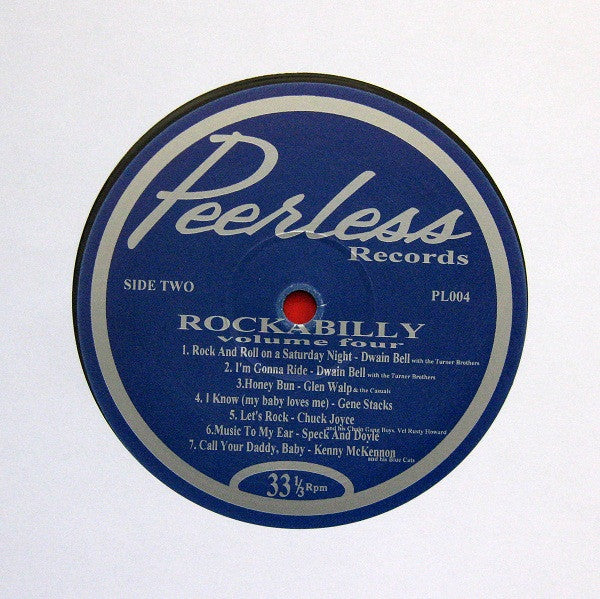 Peerless
Records
SIDE TWO PL004
ROCKABILLY
volume four
1. Rock And Roll on a Saturday Night - Dwain Bell with the Turner Brothers
2. I'm Gonna Ride - Dwain Bell with the Turner Brothers
3.Honey Bun - Glen Walp & the Casuals
4. I Know (my baby loves me) - Gene Stacks
5. Let's Rock - Chuck Joyce
and his Chain Gang Boys. Vel Rusty Howard
6.Music To My Ear - Speck And Doyle
7. Call Your Daddy, Baby - Kenny McKennon
and his Blue Cats
33 1/3 Rpm